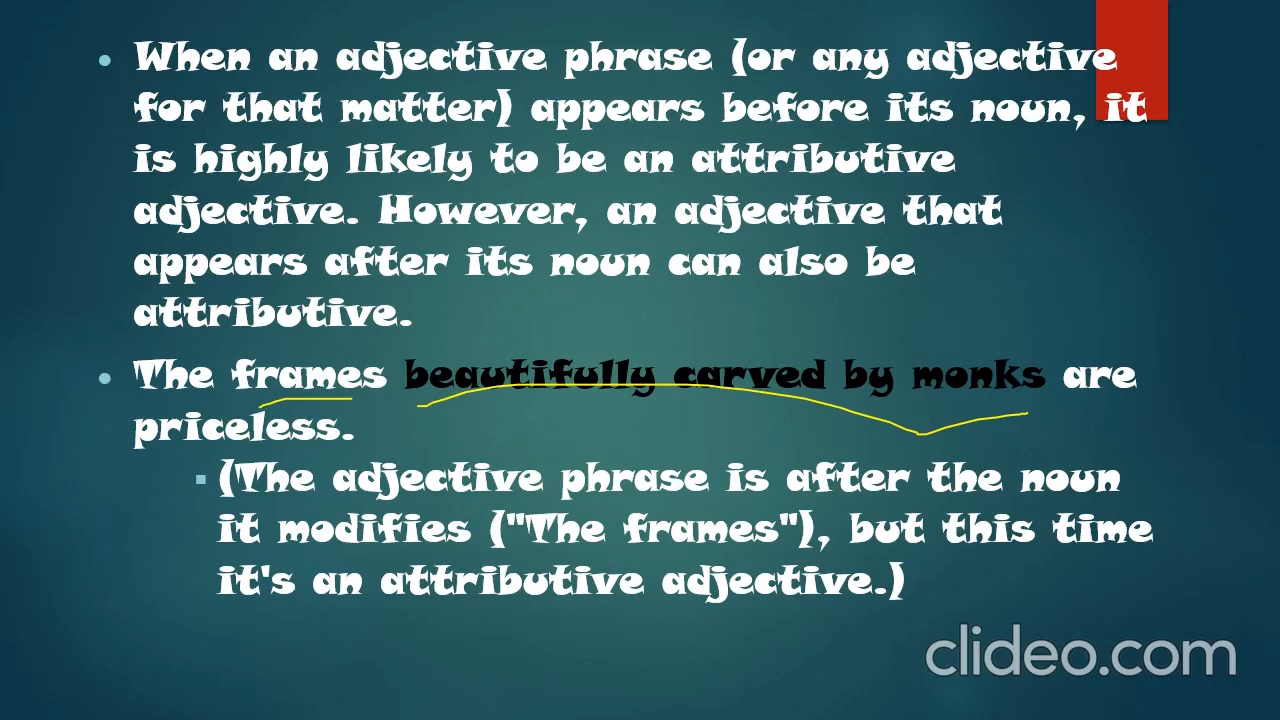 When an adjective phrase (or any adjective
for that matter) appears before its noun, it
is highly likely to be an attributive
adjective. However, an adjective that
appears after its noun can also be
attributive.
The frames beautifully carved by monks are
priceless.
(The adjective phrase is after the noun
it modifies ("The frames"), but this time
it's an attributive adjective.)
clideo.com